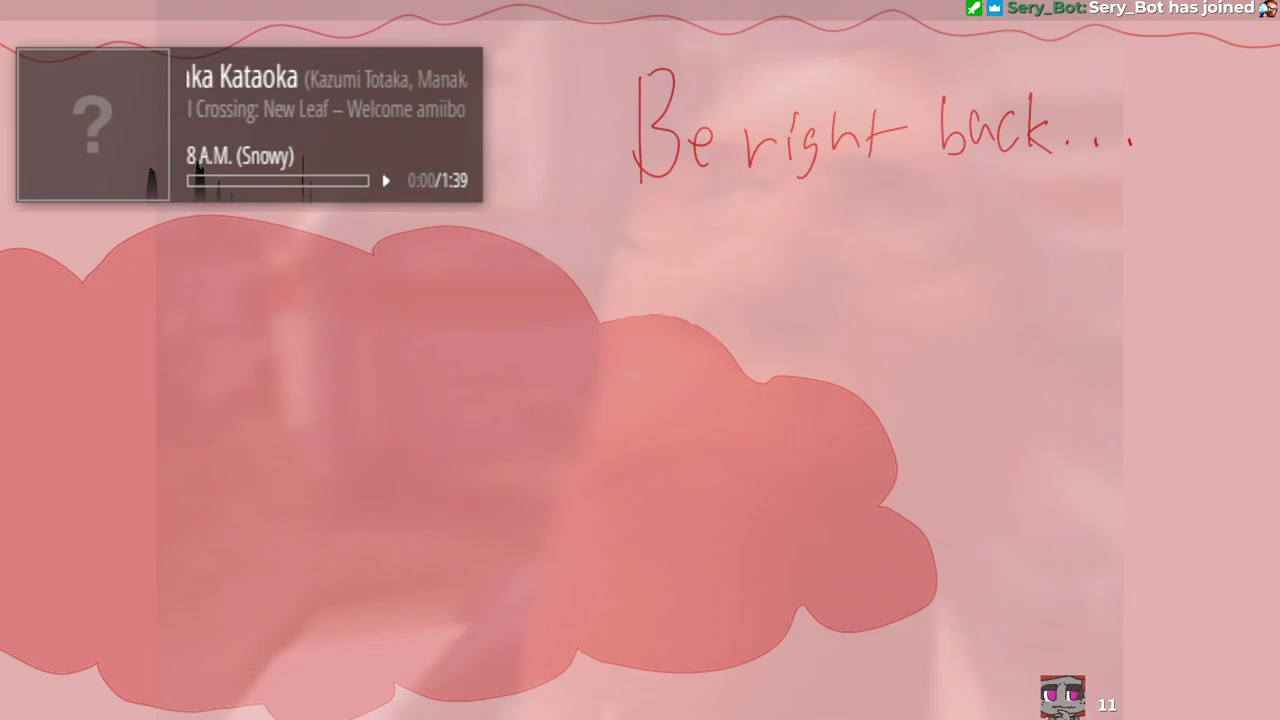 Sery_Bot: Sery_Bot has joined
Kataoka (Kazumi Totaka, Manak
Crossing: New Leaf – Welcome amiibo
8 A.M. (Snowy)
0:00/1:39
Be right back...
?
11